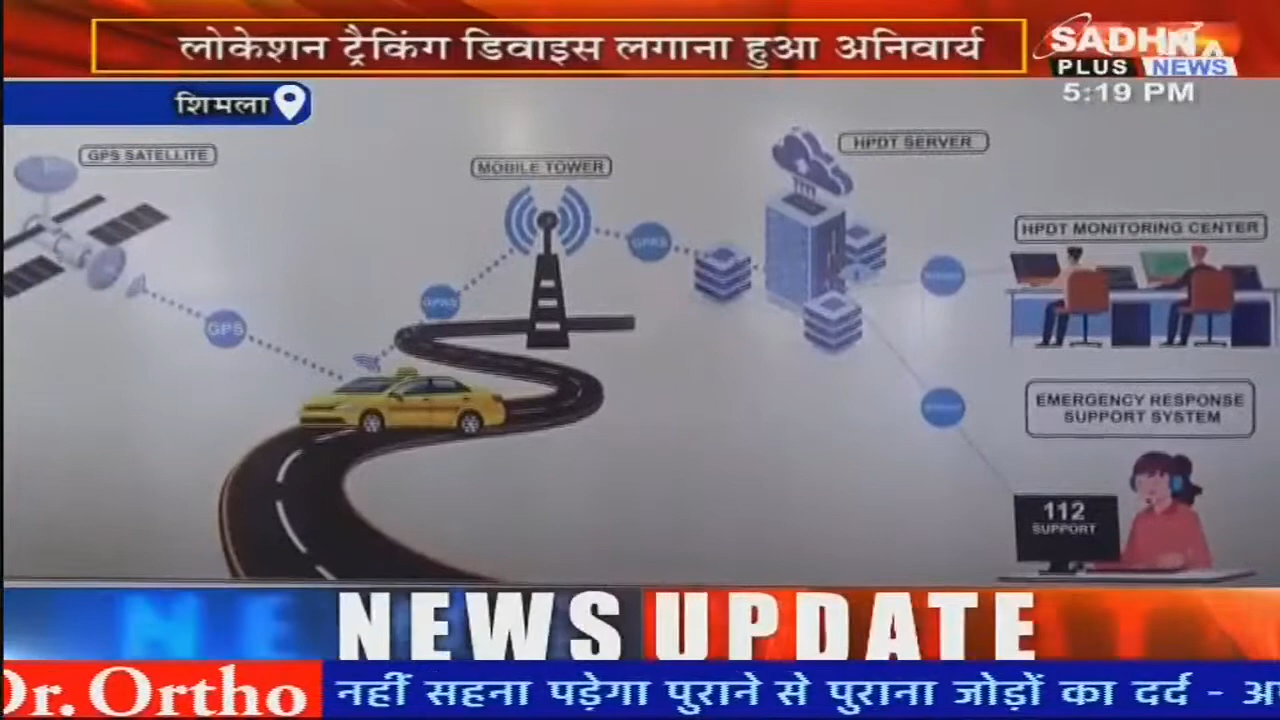 लोकेशन ट्रैकिंग डिवाइस लगाना हुआ अनिवार्य
SADHNA
PLUS NEWS
5:19 PM
शिमला
GPS SATELLITE
MOBILE TOWER
HPDT SERVER
HPDT MONITORING CENTER
GPRS
GPRS
GPS
EMERGENCY RESPONSE
SUPPORT SYSTEM
112
SUPPORT
NE
NEWS UPDATE
Dr. Ortho
नहीं सहना पड़ेगा पुराने से पुराना जोड़ों का दर्द -